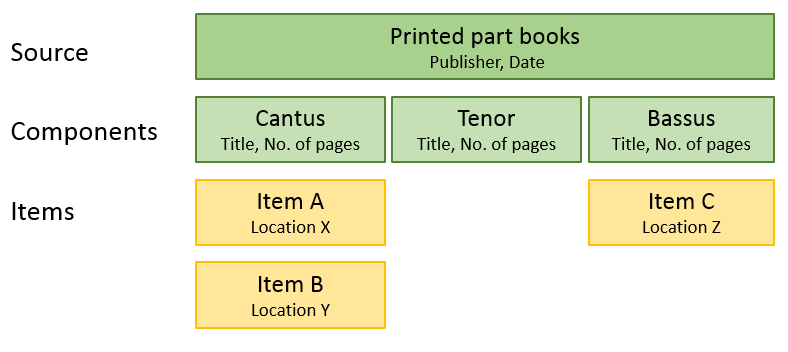 Source
Printed part books
Publisher, Date
Components
Cantus
Title, No. of pages
Tenor
Title, No. of pages
Bassus
Title, No. of pages
Items
Item A
Location X
Item C
Location Z
Item B
Location Y